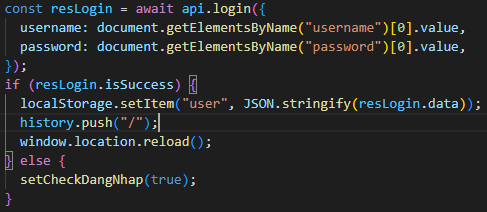 const resLogin = await api.login({
  username: document.getElementsByName("username")[0].value,
  password: document.getElementsByName("password")[0].value,
});
if (resLogin.isSuccess) {
  localStorage.setItem("user", JSON.stringify(resLogin.data));
  history.push("/");
  window.location.reload();
} else {
  setCheckDangNhap(true);
}